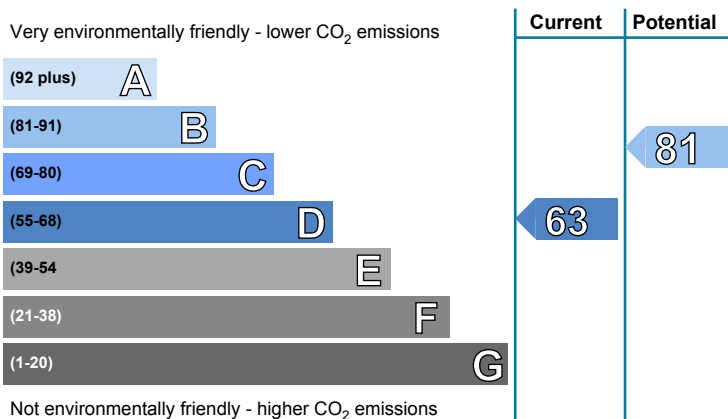 Current Potential
Very environmentally friendly - lower CO2 emissions
(92 plus) A
(81-91) B
81
(69-80) C
(55-68) D
63
(39-54 E
(21-38) F
(1-20) G
Not environmentally friendly - higher CO2 emissions